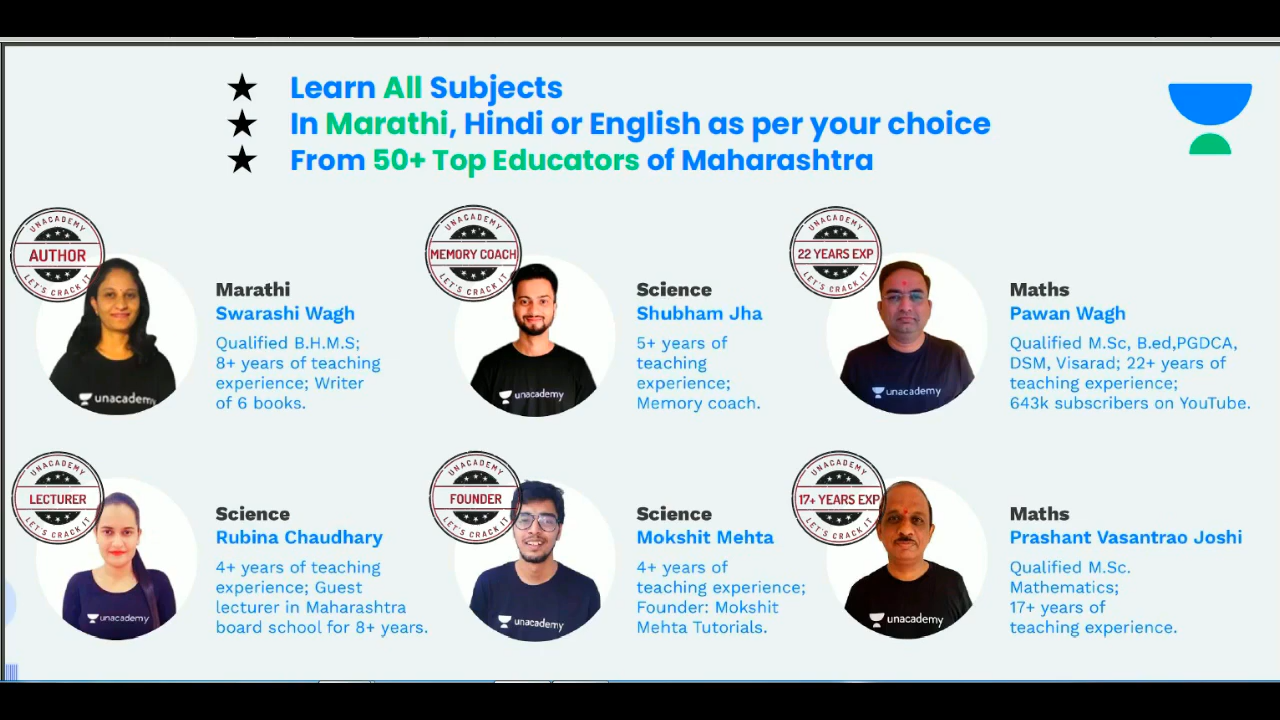 Learn All Subjects
In Marathi, Hindi or English as per your choice
From 50+ Top Educators of Maharashtra
UNACADEMY
AUTHOR
LET'S CRACK IT
unacademy
Marathi
Swarashi Wagh
Qualified B.H.M.S;
8+ years of teaching
experience; Writer
of 6 books.
UNACADEMY
MEMORY COACH
LET'S CRACK IT
unacademy
Science
Shubham Jha
5+ years of
teaching
experience;
Memory coach.
UNACADEMY
22 YEARS EXP
LET'S CRACK IT
unacademy
Maths
Pawan Wagh
Qualified M.Sc, B.ed,PGDCA,
DSM, Visarad; 22+ years of
teaching experience;
643k subscribers on YouTube.
UNACADEMY
LECTURER
LET'S CRACK IT
unacademy
Science
Rubina Chaudhary
4+ years of teaching
experience; Guest
lecturer in Maharashtra
board school for 8+ years.
UNACADEMY
FOUNDER
LET'S CRACK IT
unacademy
Science
Mokshit Mehta
4+ years of
teaching experience;
Founder: Mokshit
Mehta Tutorials.
UNACADEMY
17+ YEARS EXP
LET'S CRACK IT
unacademy
Maths
Prashant Vasantrao Joshi
Qualified M.Sc.
Mathematics;
17+ years of
teaching experience.